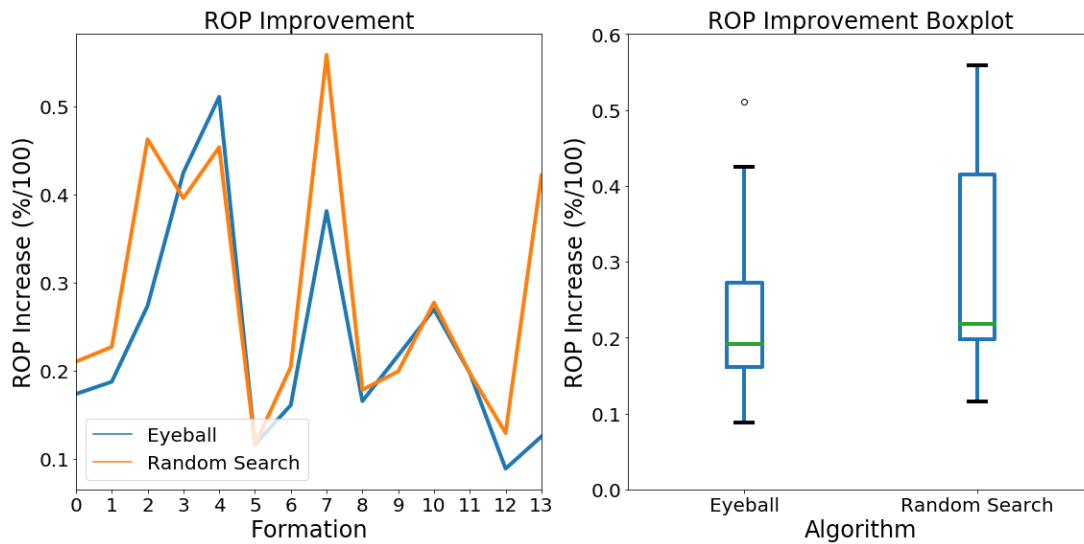 ROP Improvement
ROP Increase (%/100)
0.5
0.4
0.3
0.2
0.1
Eyeball
Random Search
0 1 2 3 4 5 6 7 8 9 10 11 12 13
Formation
ROP Improvement Boxplot
ROP Increase (%/100)
0.6
0.5
0.4
0.3
0.2
0.1
0.0
Eyeball Random Search
Algorithm